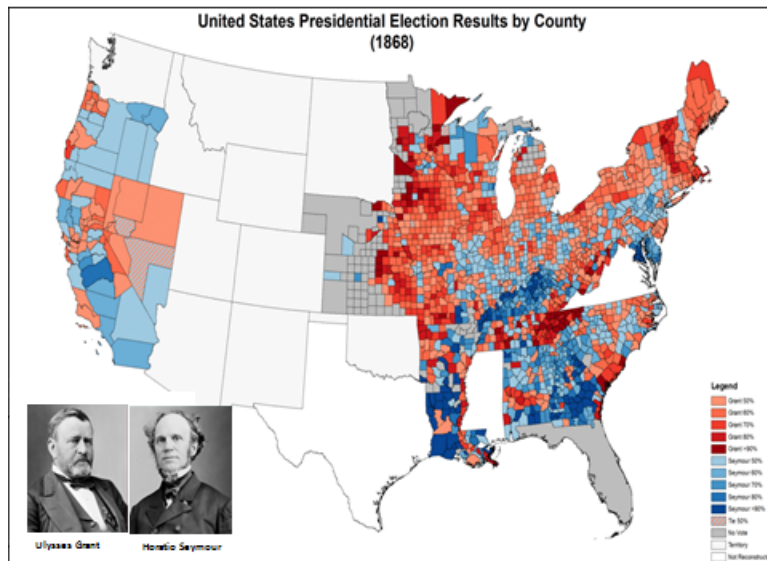 United States Presidential Election Results by County
(1868)
Legend
Grant 50%
Grant 60%
Grant 70%
Grant 80%
Grant <90%
Seymour 50%
Seymour 60%
Seymour 70%
Seymour 80%
Seymour <90%
Tie 50%
No Vote
Territory
Not Reconstruct
Ulysses Grant
Horatio Seymour